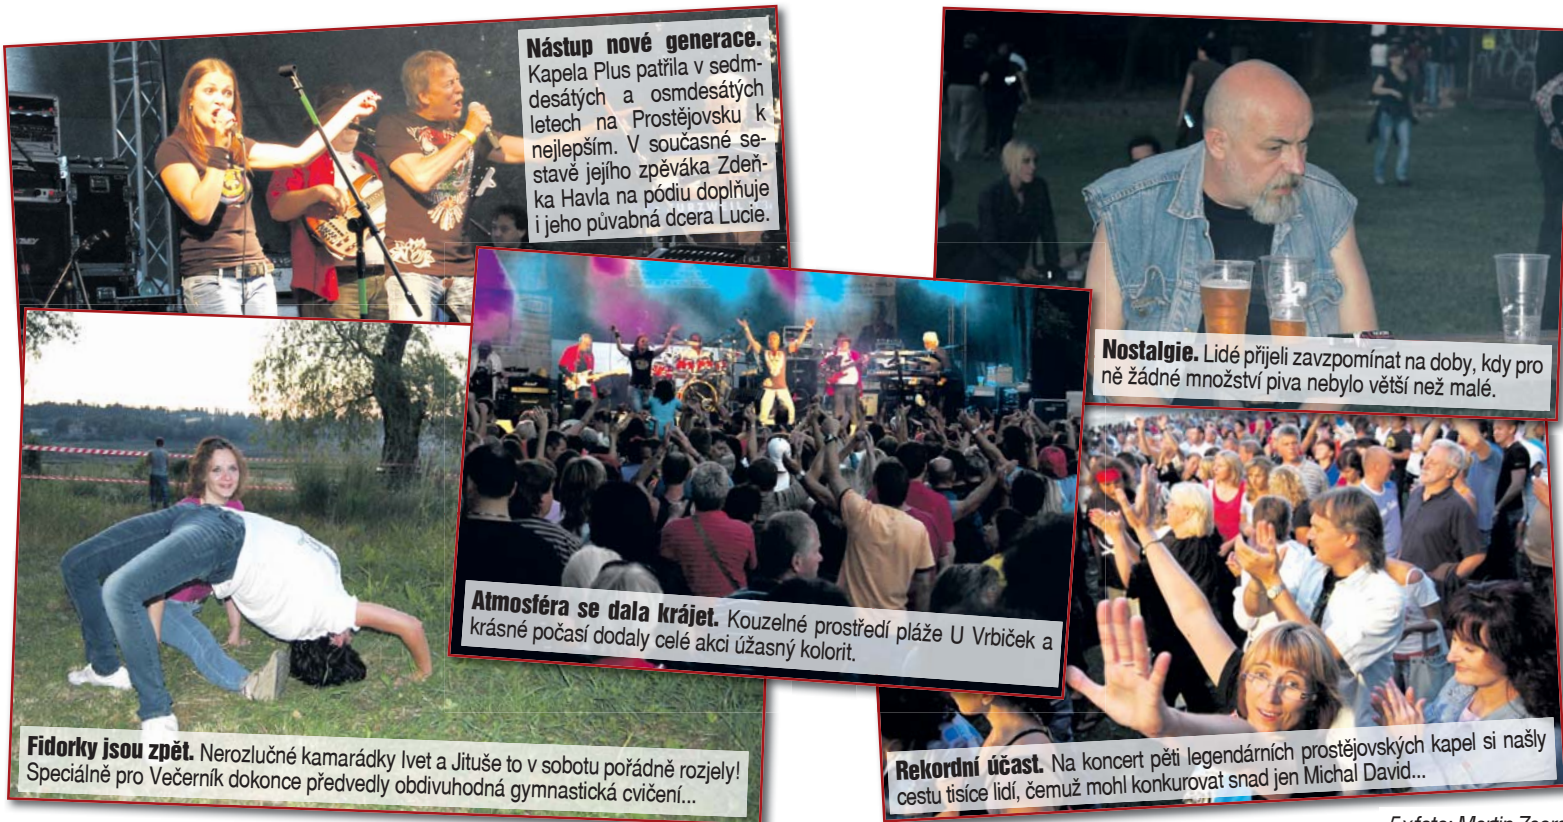 Nástup nové generace.
Kapela Plus patřila v sedm-
desátých a osmdesátých
letech na Prostějovsku k
nejlepším. V současné se-
stavě jejího zpěváka Zdeň-
ka Havla na pódiu doplňuje
i jeho půvabná dcera Lucie.
Nostalgie. Lidé přijeli zavzpomínat na doby, kdy pro
ně žádné množství piva nebylo větší než malé.
Atmosféra se dala krájet. Kouzelné prostředí pláže U Vrbiček a
krásné počasí dodaly celé akci úžasný kolorit.
Fidorky jsou zpět. Nerozlučné kamarádky Ivet a Jituše to v sobotu pořádně rozjely!
Speciálně pro Večerník dokonce předvedly obdivuhodná gymnastická cvičení...
Rekordní účast. Na koncert pěti legendárních prostějovských kapel si našly
cestu tisíce lidí, čemuž mohl konkurovat snad jen Michal David...